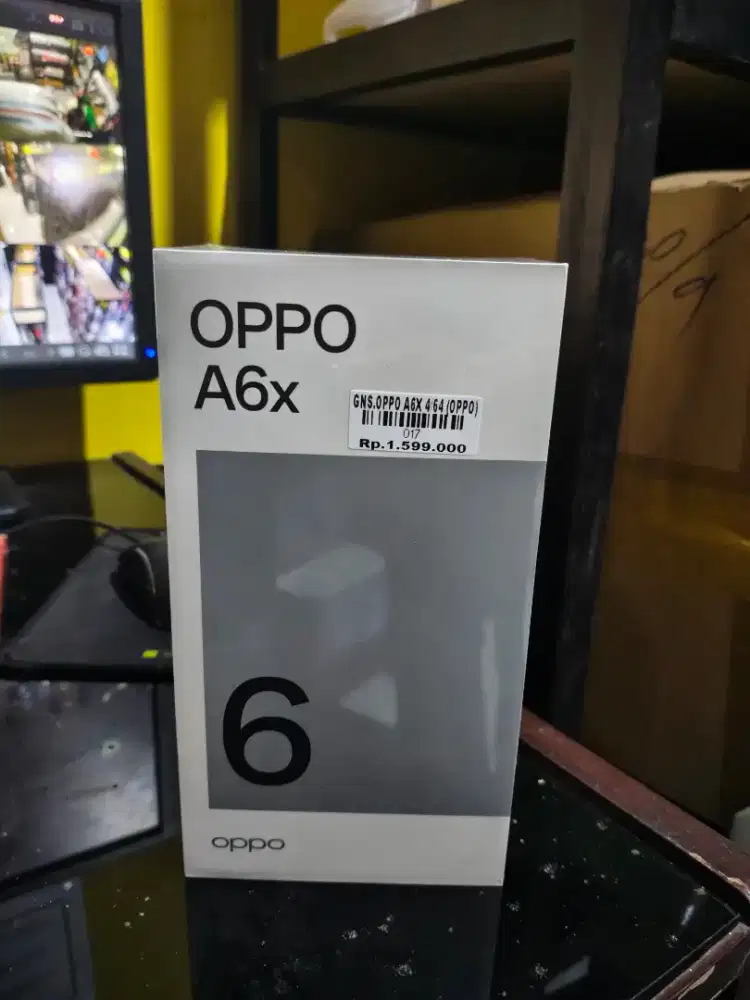 OPPO
A6x
GNS.OPPO A6X 4/64 (OPPO)
017
Rp.1.599.000
6
oppo